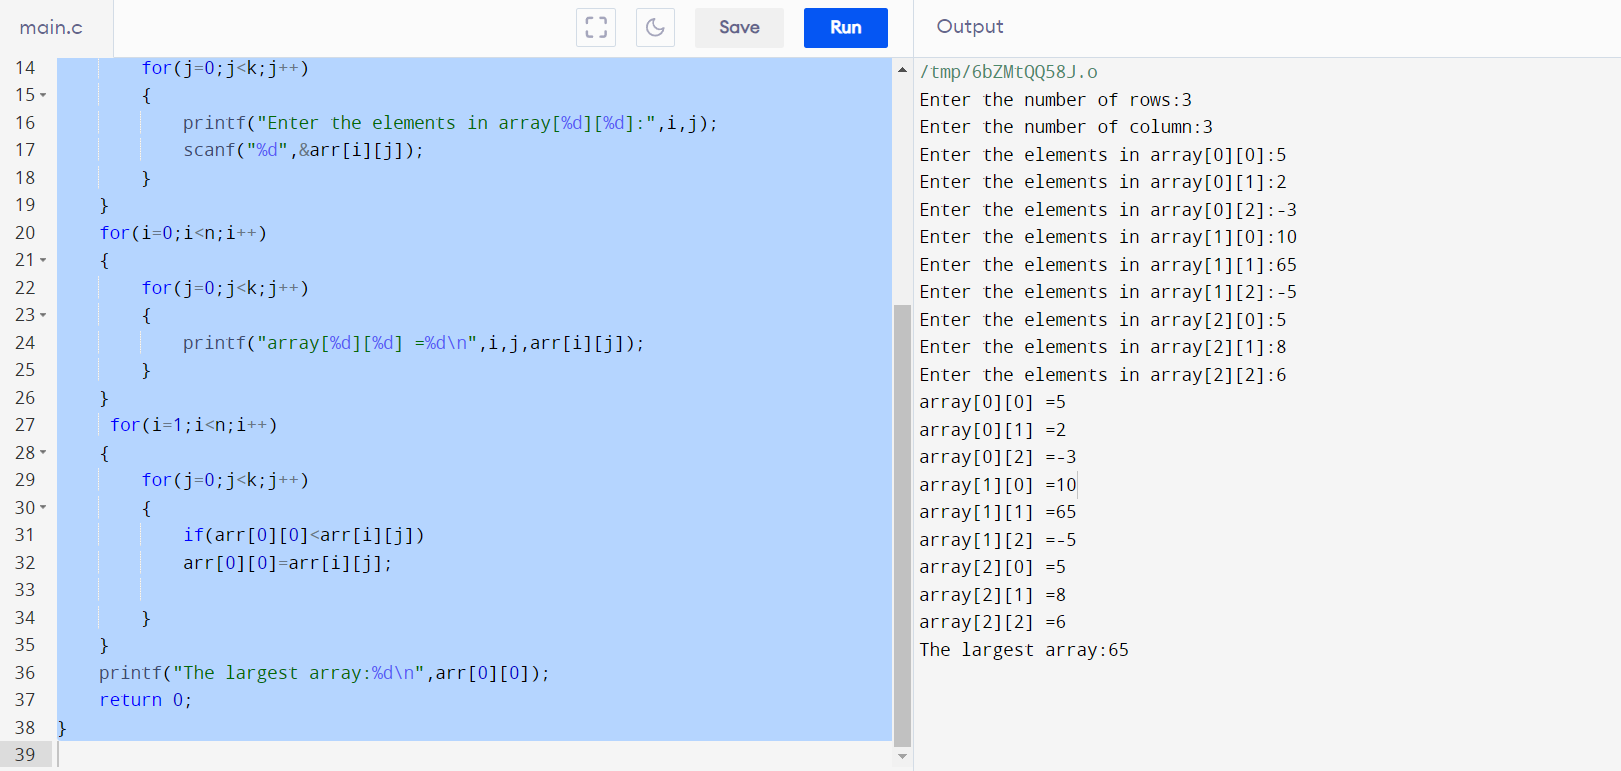 main.c
Save
Run
Output
14 for(j=0;j<k;j++)
15 {
16 printf("Enter the elements in array[%d][%d]:",i,j);
17 scanf("%d",&arr[i][j]);
18 }
19 }
20 for(i=0;i<n;i++)
21 {
22 for(j=0;j<k;j++)
23 {
24 printf("array[%d][%d] =%d\n",i,j,arr[i][j]);
25 }
26 }
27 for(i=1;i<n;i++)
28 {
29 for(j=0;j<k;j++)
30 {
31 if(arr[0][0]<arr[i][j])
32 arr[0][0]=arr[i][j];
33
34 }
35 }
36 printf("The largest array:%d\n",arr[0][0]);
37 return 0;
38 }
39
/tmp/6bZMtQQ58J.o
Enter the number of rows:3
Enter the number of column:3
Enter the elements in array[0][0]:5
Enter the elements in array[0][1]:2
Enter the elements in array[0][2]:-3
Enter the elements in array[1][0]:10
Enter the elements in array[1][1]:65
Enter the elements in array[1][2]:-5
Enter the elements in array[2][0]:5
Enter the elements in array[2][1]:8
Enter the elements in array[2][2]:6
array[0][0] =5
array[0][1] =2
array[0][2] =-3
array[1][0] =10
array[1][1] =65
array[1][2] =-5
array[2][0] =5
array[2][1] =8
array[2][2] =6
The largest array:65